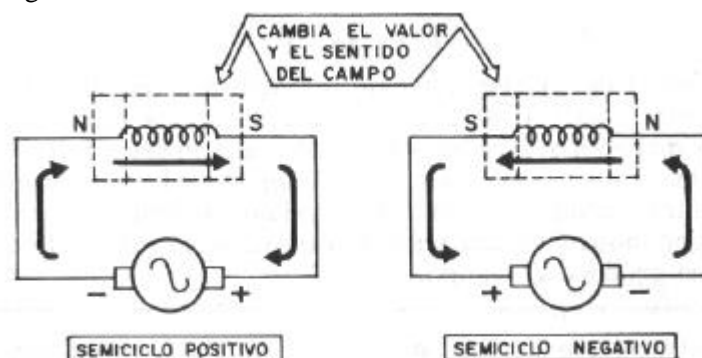 CAMBIA EL VALOR
Y EL SENTIDO
DEL CAMPO
N
S
S
N
-
+
+
-
SEMICICLO POSITIVO
SEMICICLO NEGATIVO